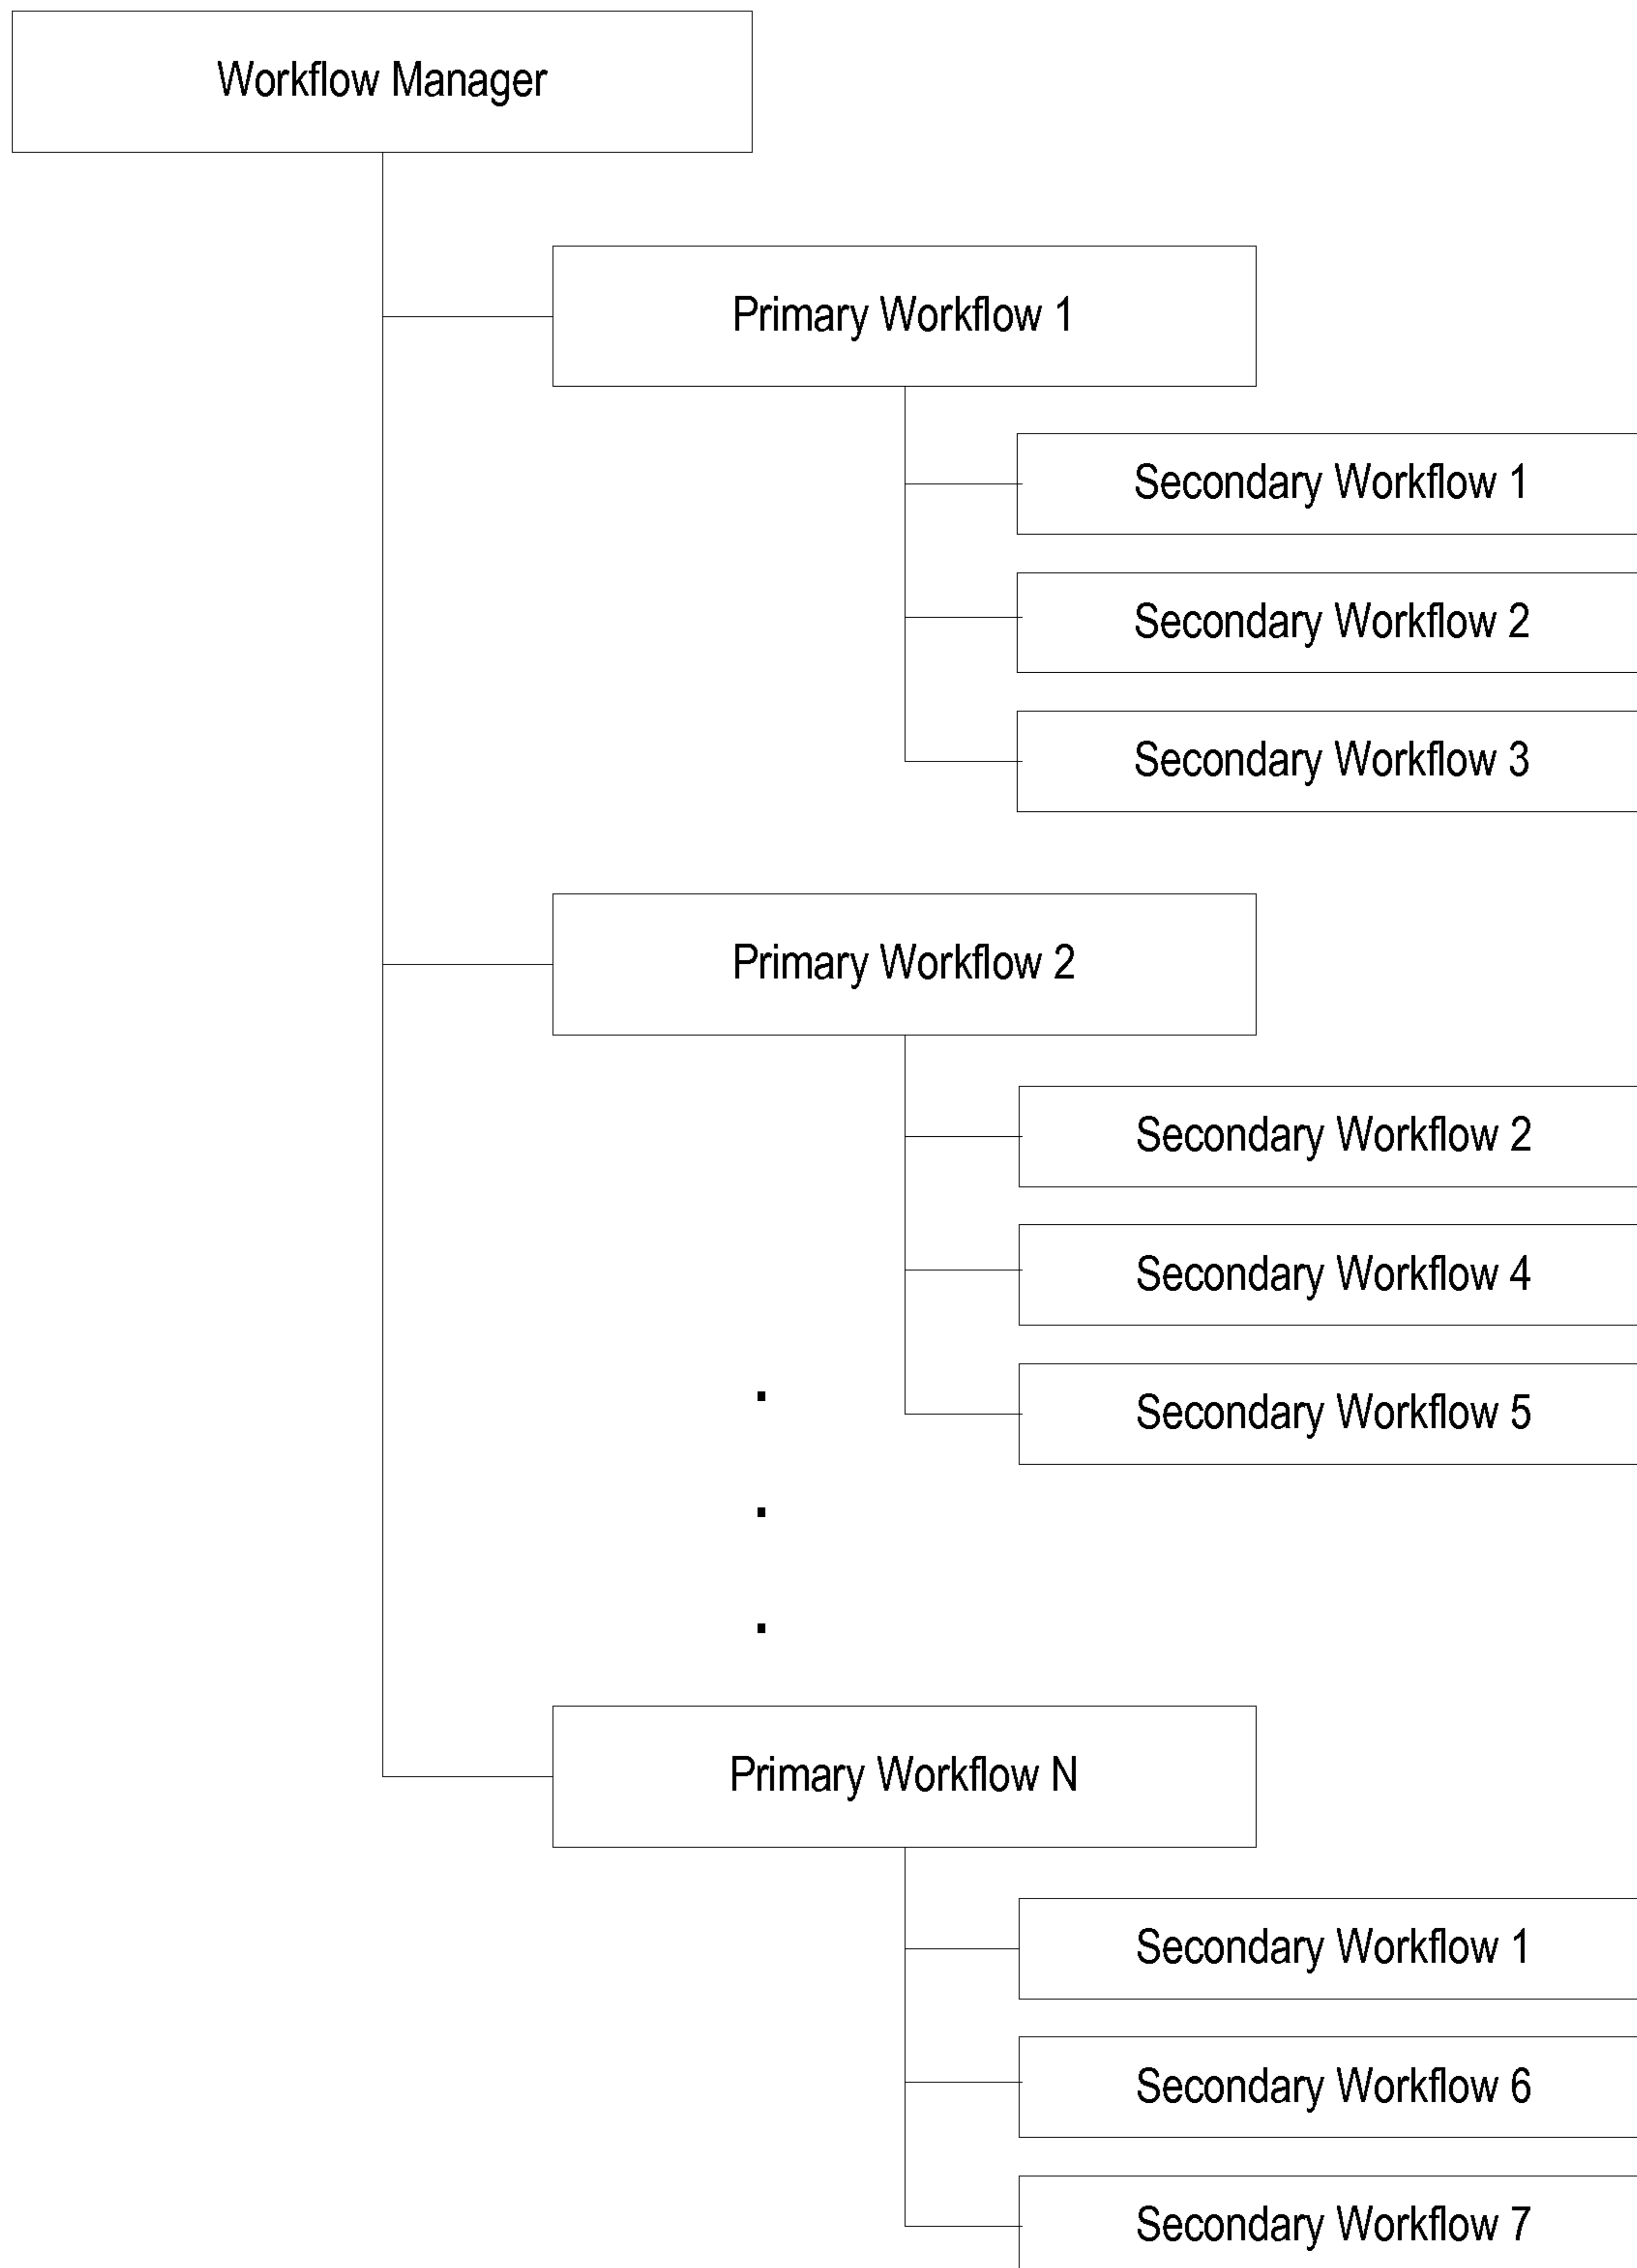 Workflow Manager
Primary Workflow 1
Secondary Workflow 1
Secondary Workflow 2
Secondary Workflow 3
Primary Workflow 2
Secondary Workflow 2
Secondary Workflow 4
Secondary Workflow 5
.
.
.
Primary Workflow N
Secondary Workflow 1
Secondary Workflow 6
Secondary Workflow 7